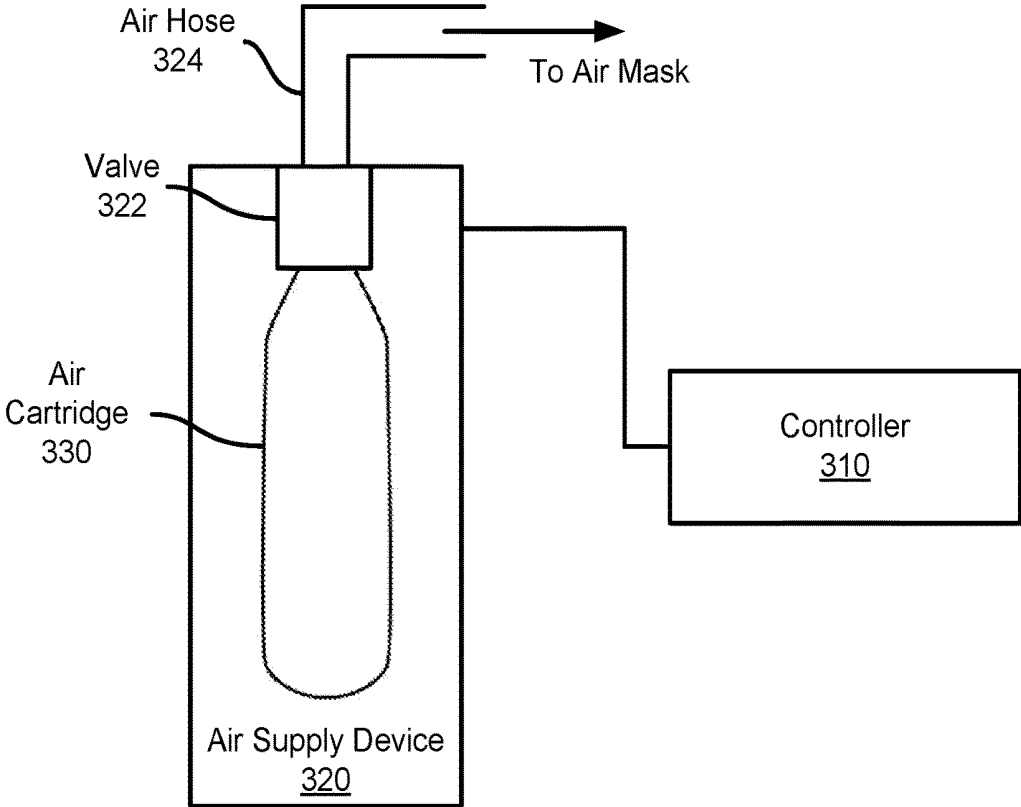 Air Hose
324
To Air Mask
Valve
322
Air
Cartridge
330
Controller
310
Air Supply Device
320